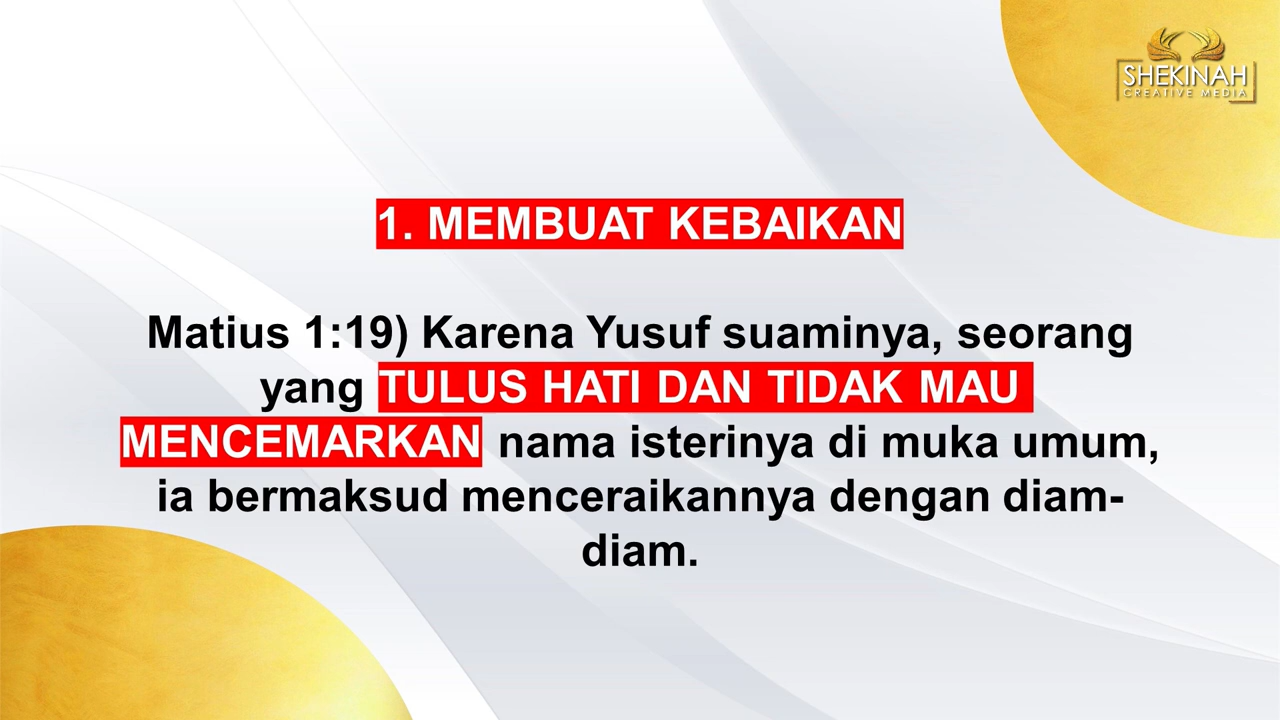 SHEKINAH
CREATIVE MEDIA
1. MEMBUAT KEBAIKAN
Matius 1:19) Karena Yusuf suaminya, seorang
yang TULUS HATI DAN TIDAK MAU
MENCEMARKAN nama isterinya di muka umum,
ia bermaksud menceraikannya dengan diam-
diam.